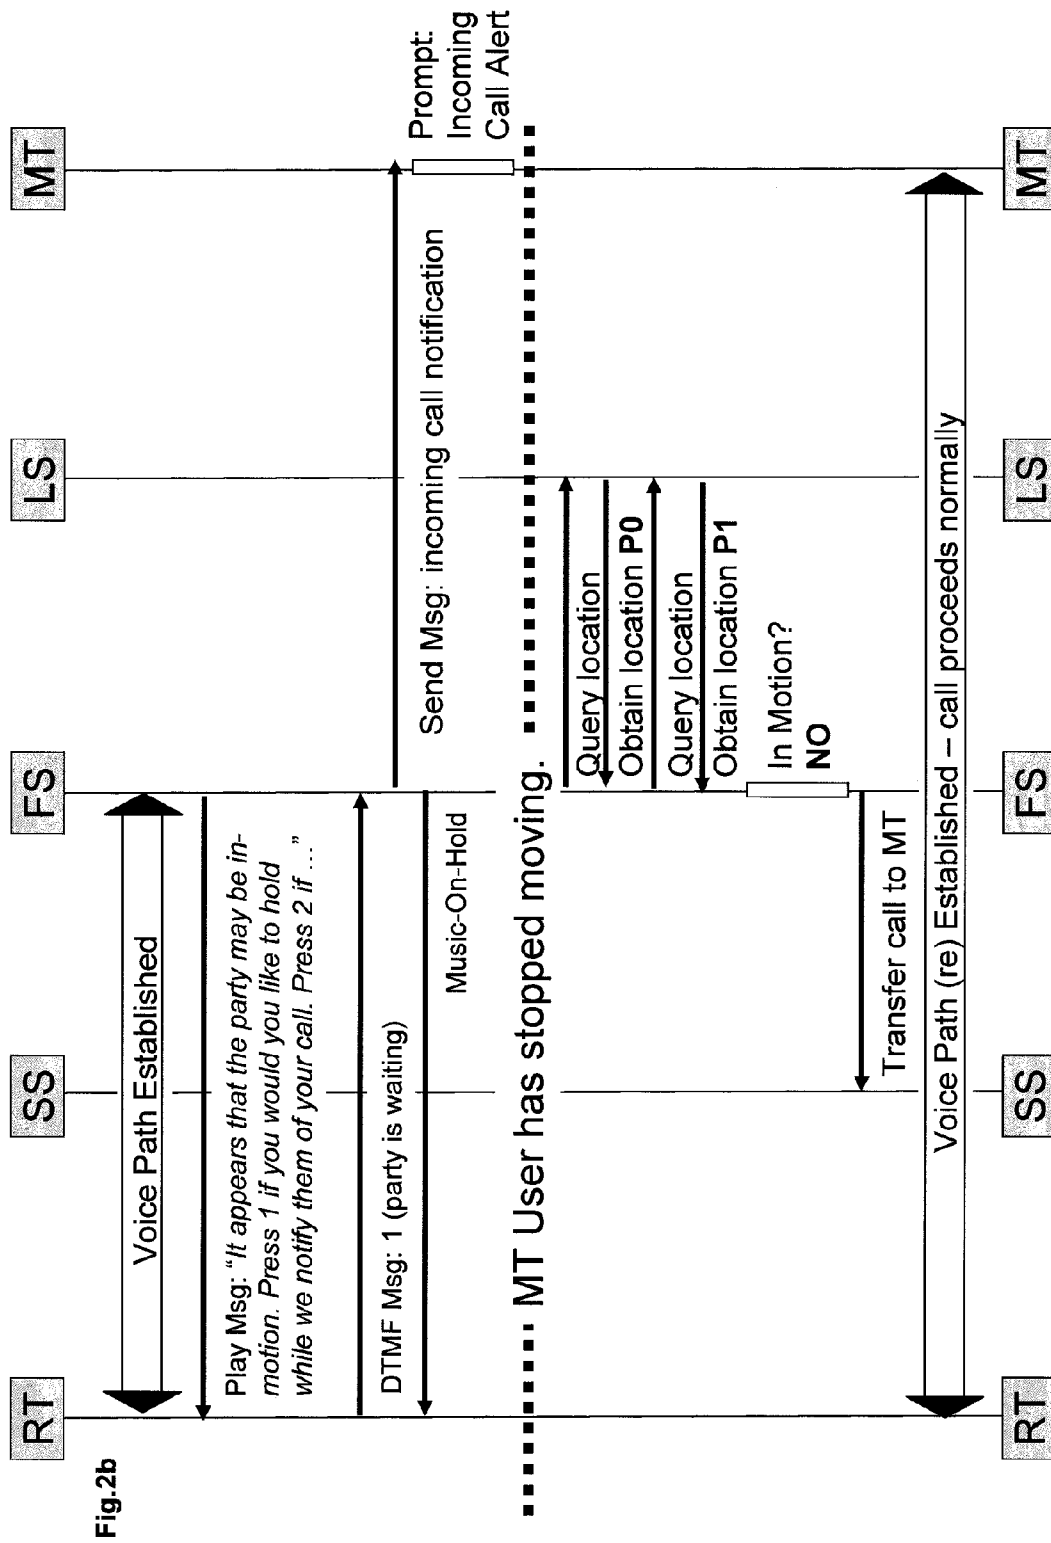 Fig.2b
RT
SS
FS
LS
MT
Voice Path Established
Play Msg: "It appears that the party may be in-
motion. Press 1 if you would you like to hold
while we notify them of your call. Press 2 if ..."
DTMF Msg: 1 (party is waiting)
Send Msg: incoming call notification
Prompt:
Incoming
Call Alert
Music-On-Hold
MT User has stopped moving.
Query location
Obtain location P0
Query location
Obtain location P1
In Motion?
NO
Transfer call to MT
Voice Path (re) Established – call proceeds normally
RT
SS
FS
LS
MT